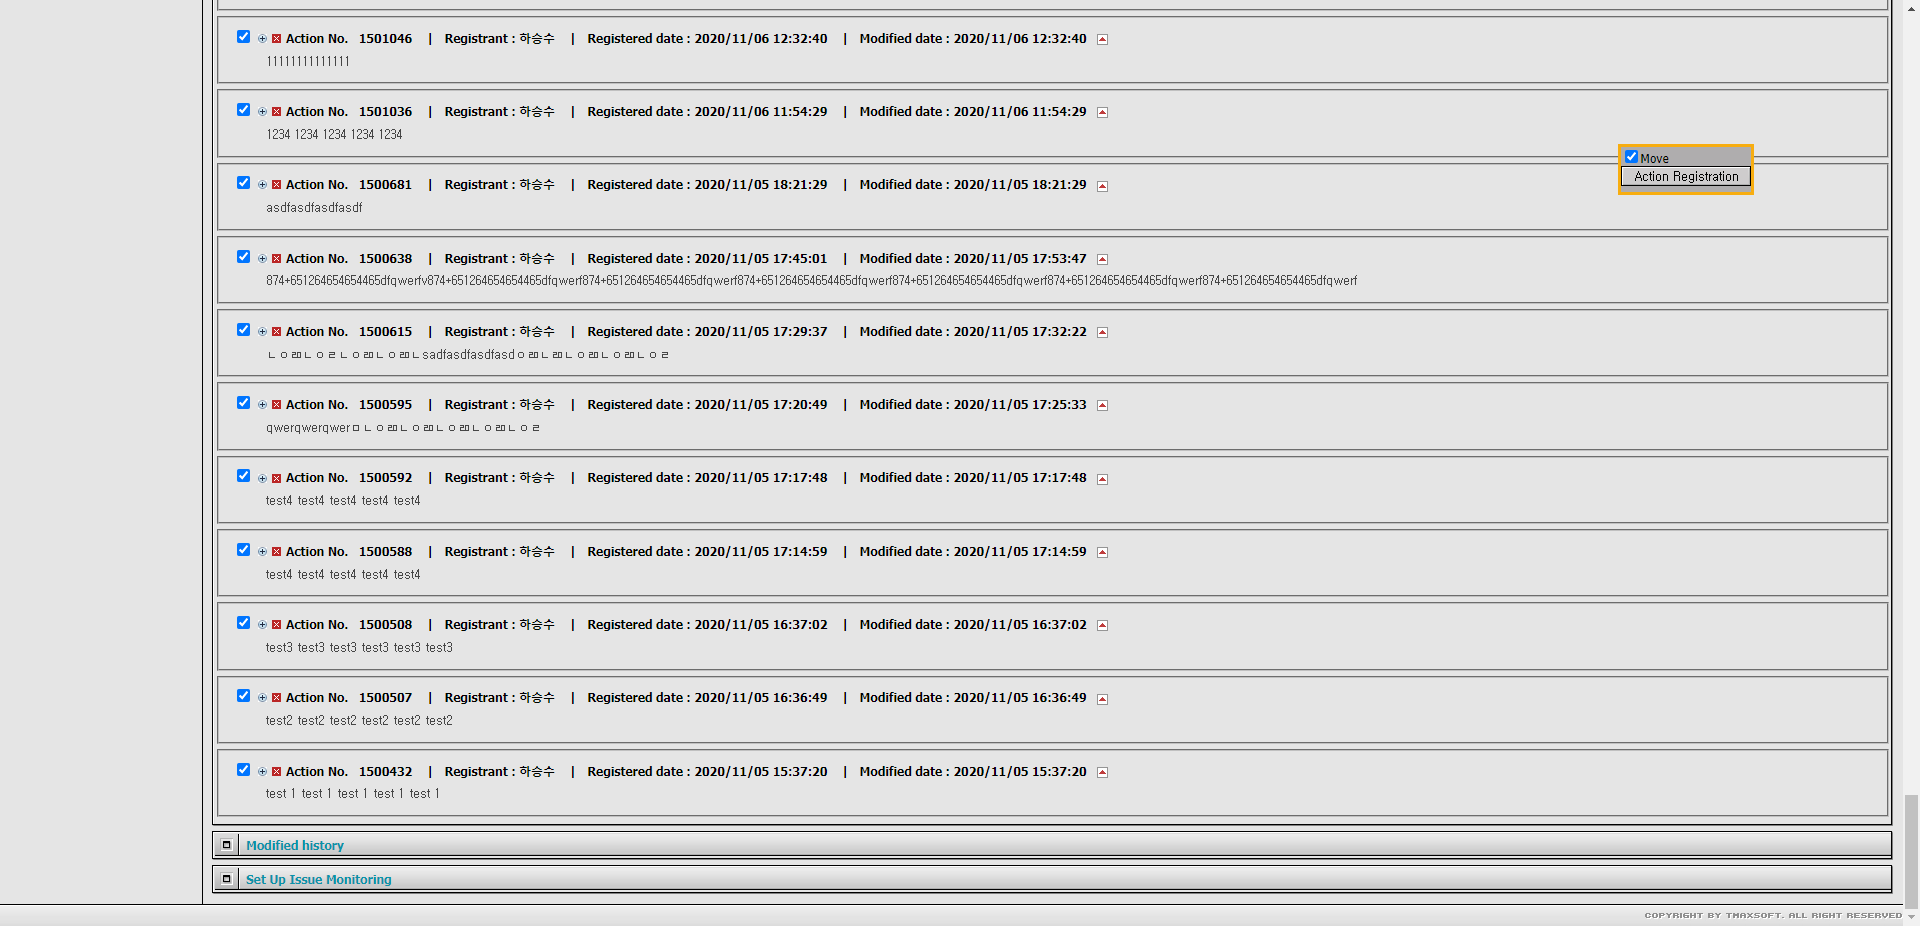 Action No. 1501046 | Registrant : 하승수 | Registered date : 2020/11/06 12:32:40 | Modified date : 2020/11/06 12:32:40
11111111111111
Action No. 1501036 | Registrant : 하승수 | Registered date : 2020/11/06 11:54:29 | Modified date : 2020/11/06 11:54:29
1234 1234 1234 1234 1234
Move
Action Registration
Action No. 1500681 | Registrant : 하승수 | Registered date : 2020/11/05 18:21:29 | Modified date : 2020/11/05 18:21:29
asdfasdfasdfasdf
Action No. 1500638 | Registrant : 하승수 | Registered date : 2020/11/05 17:45:01 | Modified date : 2020/11/05 17:53:47
874+651264654654465dfqwerfv874+651264654654465dfqwerf874+651264654654465dfqwerf874+651264654654465dfqwerf874+651264654654465dfqwerf874+651264654654465dfqwerf874+651264654654465dfqwerf
Action No. 1500615 | Registrant : 하승수 | Registered date : 2020/11/05 17:29:37 | Modified date : 2020/11/05 17:32:22
ㄴㅇㄻㄴㅇㄹㄴㅇㄻㄴㅇㄻㄴsadfasdfasdfasdㅇㄻㄴㄻㄴㅇㄻㄴㅇㄻㄴㅇㄹ
Action No. 1500595 | Registrant : 하승수 | Registered date : 2020/11/05 17:20:49 | Modified date : 2020/11/05 17:25:33
qwerqwerqwerㅁㄴㅇㄻㄴㅇㄻㄴㅇㄻㄴㅇㄻㄴㅇㄹ
Action No. 1500592 | Registrant : 하승수 | Registered date : 2020/11/05 17:17:48 | Modified date : 2020/11/05 17:17:48
test4 test4 test4 test4 test4
Action No. 1500588 | Registrant : 하승수 | Registered date : 2020/11/05 17:14:59 | Modified date : 2020/11/05 17:14:59
test4 test4 test4 test4 test4
Action No. 1500508 | Registrant : 하승수 | Registered date : 2020/11/05 16:37:02 | Modified date : 2020/11/05 16:37:02
test3 test3 test3 test3 test3 test3
Action No. 1500507 | Registrant : 하승수 | Registered date : 2020/11/05 16:36:49 | Modified date : 2020/11/05 16:36:49
test2 test2 test2 test2 test2 test2
Action No. 1500432 | Registrant : 하승수 | Registered date : 2020/11/05 15:37:20 | Modified date : 2020/11/05 15:37:20
test 1 test 1 test 1 test 1 test 1
Modified history
Set Up Issue Monitoring
COPYRIGHT BY TMAXSOFT. ALL RIGHT RESERVED